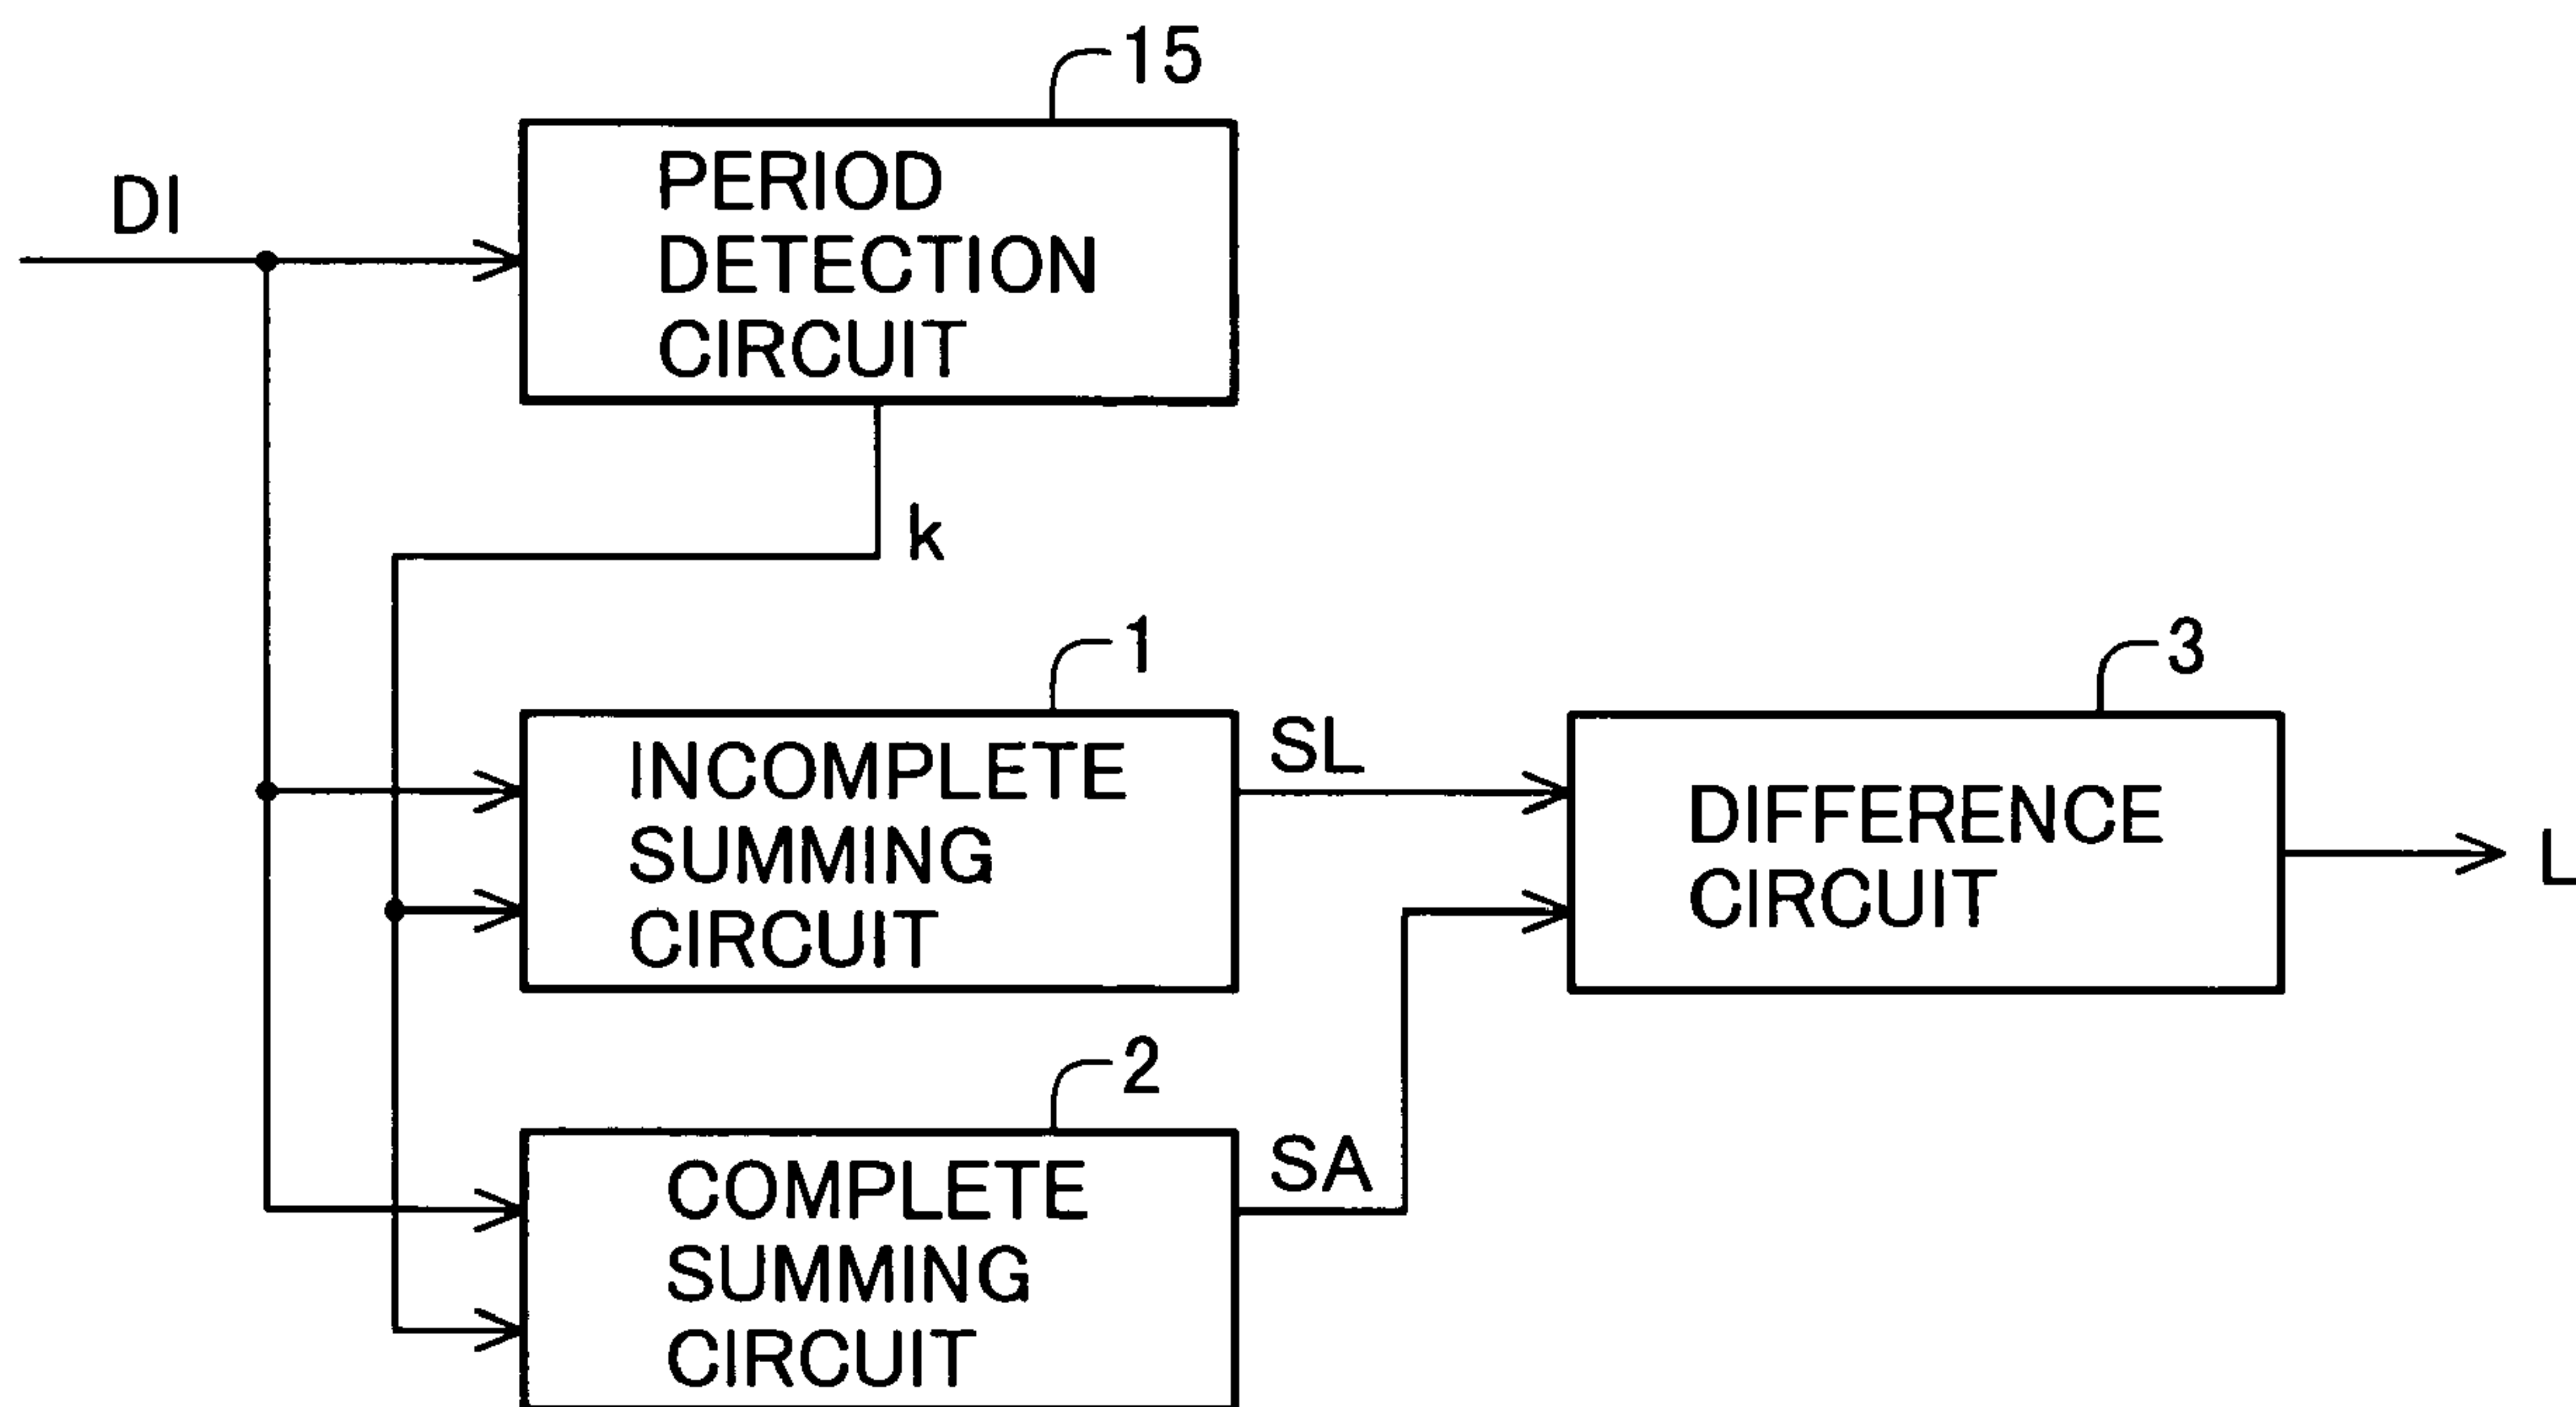 15
DI
PERIOD
DETECTION
CIRCUIT
k
1
INCOMPLETE
SUMMING
CIRCUIT
SL
3
DIFFERENCE
CIRCUIT
L
2
COMPLETE
SUMMING
CIRCUIT
SA